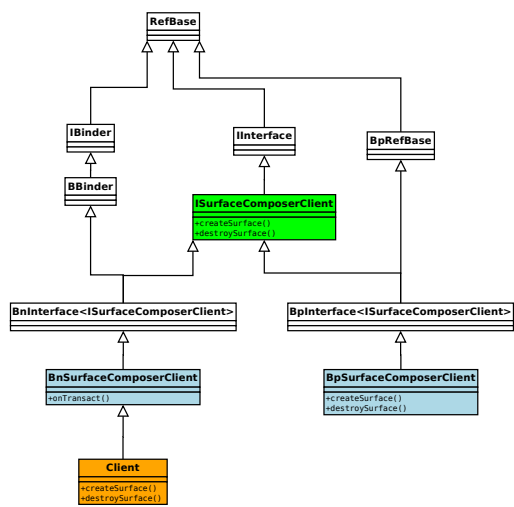 RefBase
IBinder
IInterface
BpRefBase
BBinder
ISurfaceComposerClient
+createSurface()
+destroySurface()
BnInterface<ISurfaceComposerClient>
BpInterface<ISurfaceComposerClient>
BnSurfaceComposerClient
+onTransact()
BpSurfaceComposerClient
+createSurface()
+destroySurface()
Client
+createSurface()
+destroySurface()